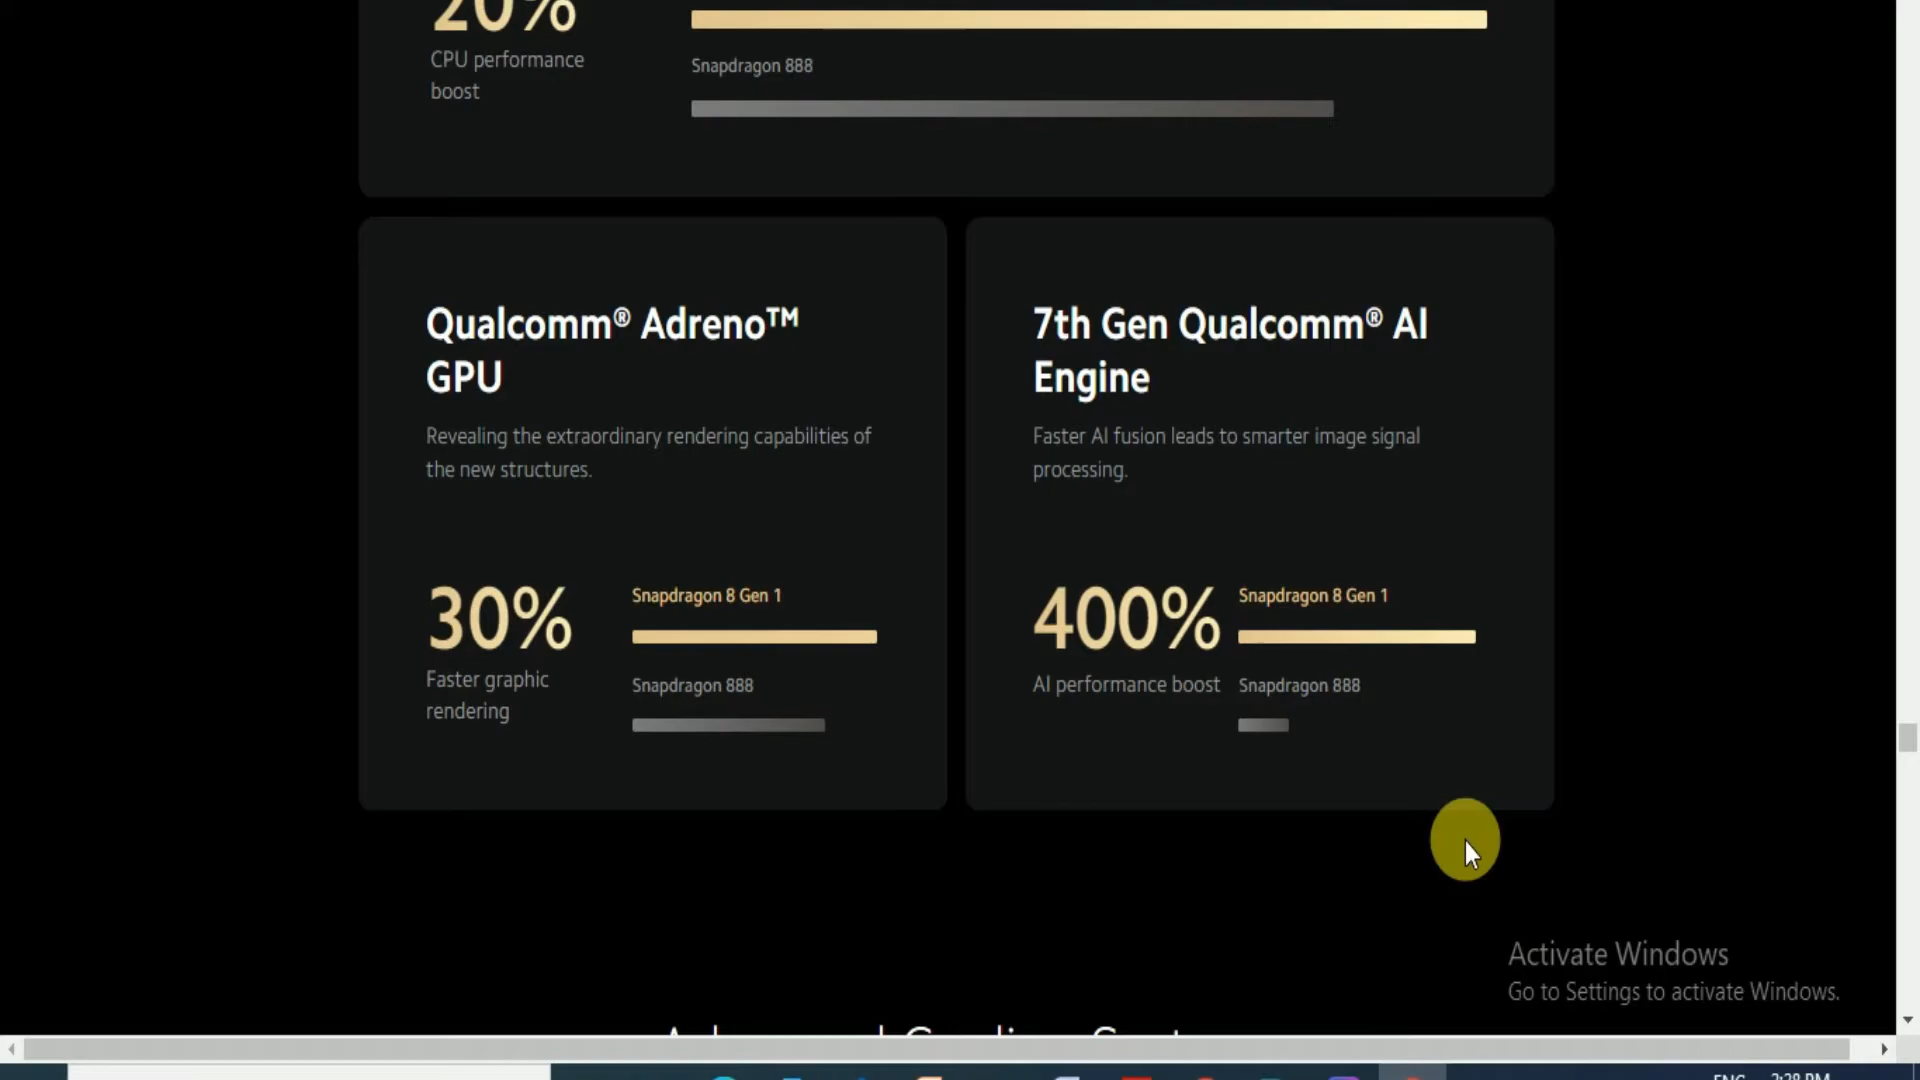 20%
CPU performance
boost
Snapdragon 888
Qualcomm® Adreno™
GPU
Revealing the extraordinary rendering capabilities of
the new structures.
30%
Faster graphic
rendering
Snapdragon 8 Gen 1
Snapdragon 888
7th Gen Qualcomm® AI
Engine
Faster AI fusion leads to smarter image signal
processing.
400%
AI performance boost
Snapdragon 8 Gen 1
Snapdragon 888
Activate Windows
Go to Settings to activate Windows.
ENG